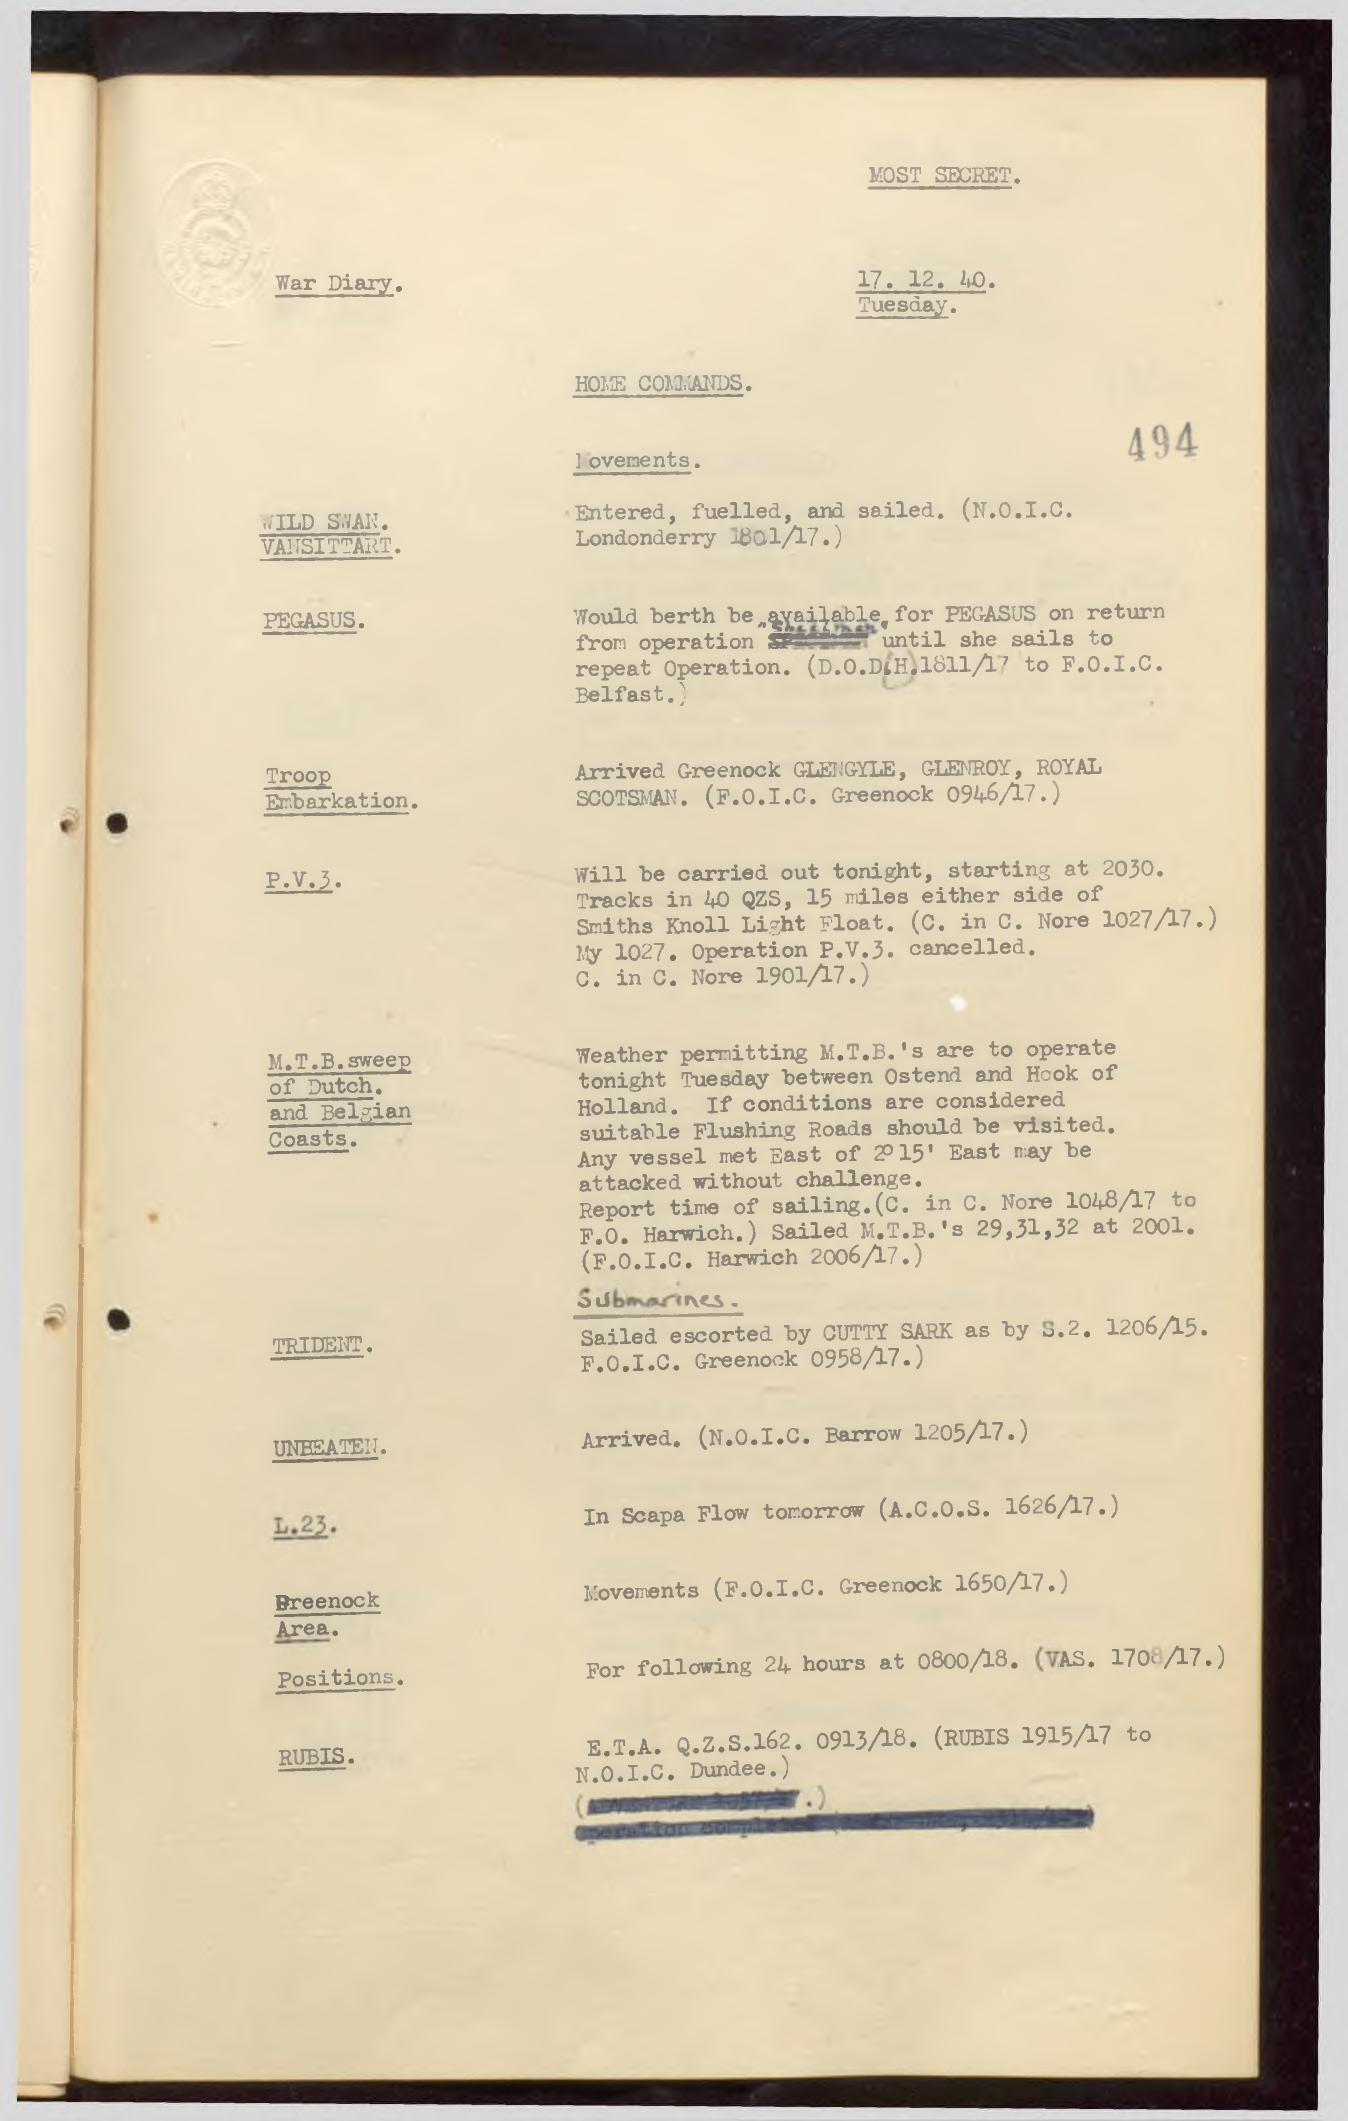 MOST SECRET.
War Diary.
17. 12. 40.
Tuesday.
HOME COMMANDS.
494
Movements.
WILD SWAN.
VANSITTART.
Entered, fuelled, and sailed. (N.O.I.C.
Londonderry 1801/17.)
PEGASUS.
Would berth be available for PEGASUS on return
from operation until she sails to
repeat Operation. (D.O.D(H)1811/17 to F.O.I.C.
Belfast.)
Troop
Embarkation.
Arrived Greenock GLENGYLE, GLENROY, ROYAL
SCOTSMAN. (F.O.I.C. Greenock 0946/17.)
P.V.3.
Will be carried out tonight, starting at 2030.
Tracks in 40 QZS, 15 miles either side of
Smiths Knoll Light Float. (C. in C. Nore 1027/17.)
My 1027. Operation P.V.3. cancelled.
C. in C. Nore 1901/17.)
M.T.B.sweep
of Dutch.
and Belgian
Coasts.
Weather permitting M.T.B.'s are to operate
tonight Tuesday between Ostend and Hook of
Holland. If conditions are considered
suitable Flushing Roads should be visited.
Any vessel met East of 2° 15' East may be
attacked without challenge.
Report time of sailing.(C. in C. Nore 1048/17 to
F.O. Harwich.) Sailed M.T.B.'s 29,31,32 at 2001.
(F.O.I.C. Harwich 2006/17.)
Submarines.
TRIDENT.
Sailed escorted by CUTTY SARK as by S.2. 1206/15.
F.O.I.C. Greenock 0958/17.)
UNBEATEN.
Arrived. (N.O.I.C. Barrow 1205/17.)
L.23.
In Scapa Flow tomorrow (A.C.O.S. 1626/17.)
Greenock
Area.
Movements (F.O.I.C. Greenock 1650/17.)
Positions.
For following 24 hours at 0800/18. (VAS. 1708/17.)
RUBIS.
E.T.A. Q.Z.S.162. 0913/18. (RUBIS 1915/17 to
N.O.I.C. Dundee.)